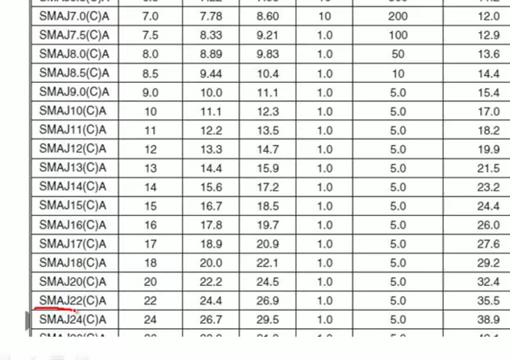 SMAJ7.0(C)A 7.0 7.78 8.60 10 200 12.0
SMAJ7.5(C)A 7.5 8.33 9.21 1.0 100 12.9
SMAJ8.0(C)A 8.0 8.89 9.83 1.0 50 13.6
SMAJ8.5(C)A 8.5 9.44 10.4 1.0 10 14.4
SMAJ9.0(C)A 9.0 10.0 11.1 1.0 5.0 15.4
SMAJ10(C)A 10 11.1 12.3 1.0 5.0 17.0
SMAJ11(C)A 11 12.2 13.5 1.0 5.0 18.2
SMAJ12(C)A 12 13.3 14.7 1.0 5.0 19.9
SMAJ13(C)A 13 14.4 15.9 1.0 5.0 21.5
SMAJ14(C)A 14 15.6 17.2 1.0 5.0 23.2
SMAJ15(C)A 15 16.7 18.5 1.0 5.0 24.4
SMAJ16(C)A 16 17.8 19.7 1.0 5.0 26.0
SMAJ17(C)A 17 18.9 20.9 1.0 5.0 27.6
SMAJ18(C)A 18 20.0 22.1 1.0 5.0 29.2
SMAJ20(C)A 20 22.2 24.5 1.0 5.0 32.4
SMAJ22(C)A 22 24.4 26.9 1.0 5.0 35.5
SMAJ24(C)A 24 26.7 29.5 1.0 5.0 38.9